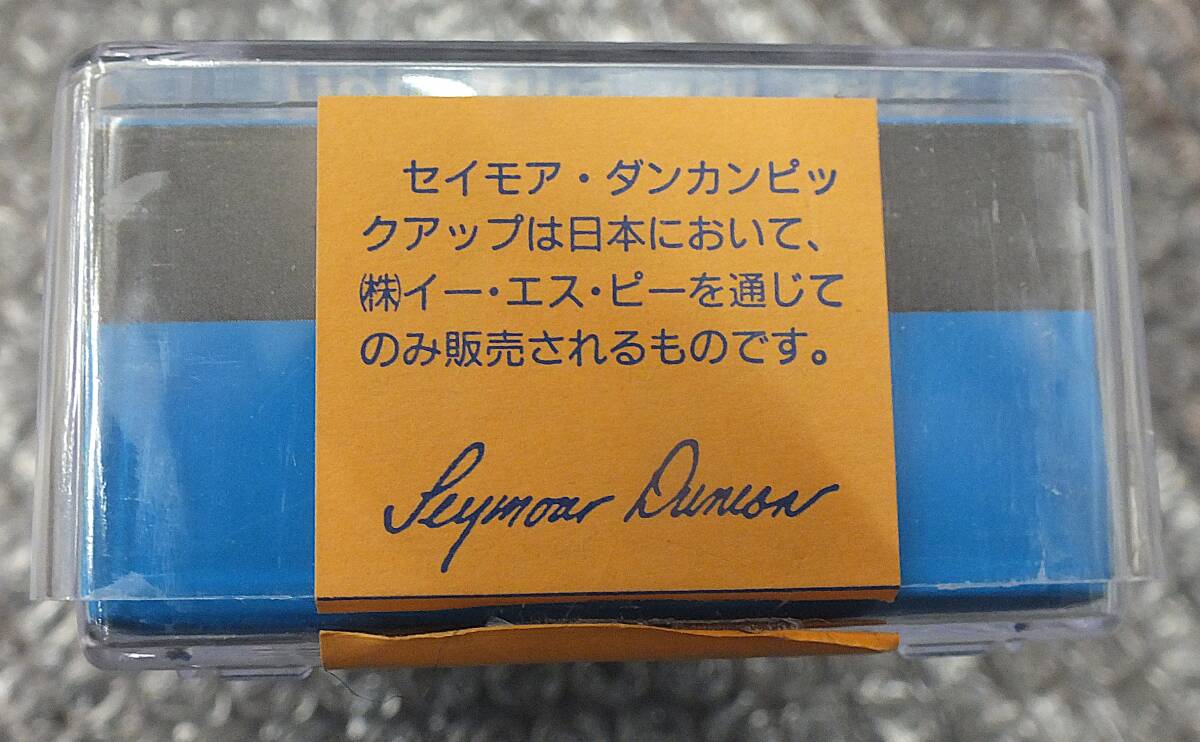 セイモア・ダンカンピッ
クアップは日本において、
㈱イー・エス・ピーを通じて
のみ販売されるものです。
Seymour Duncan